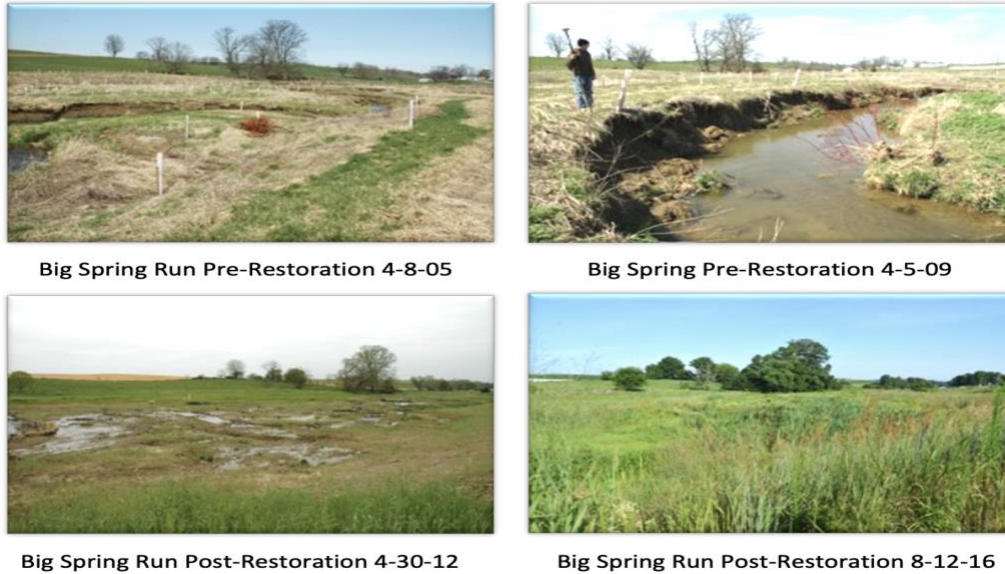 Big Spring Run Pre-Restoration 4-8-05
Big Spring Pre-Restoration 4-5-09
Big Spring Run Post-Restoration 4-30-12
Big Spring Run Post-Restoration 8-12-16